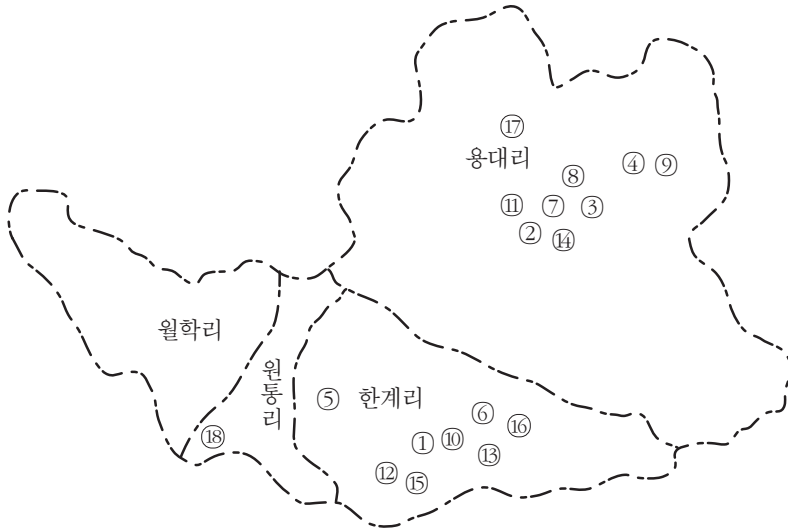 ⑰
용대리
④ ⑨
⑧
⑪ ⑦ ③
② ⑭
월학리
원통리
⑤ 한계리
⑥
⑯
① ⑩
⑬
⑱
⑫
⑮